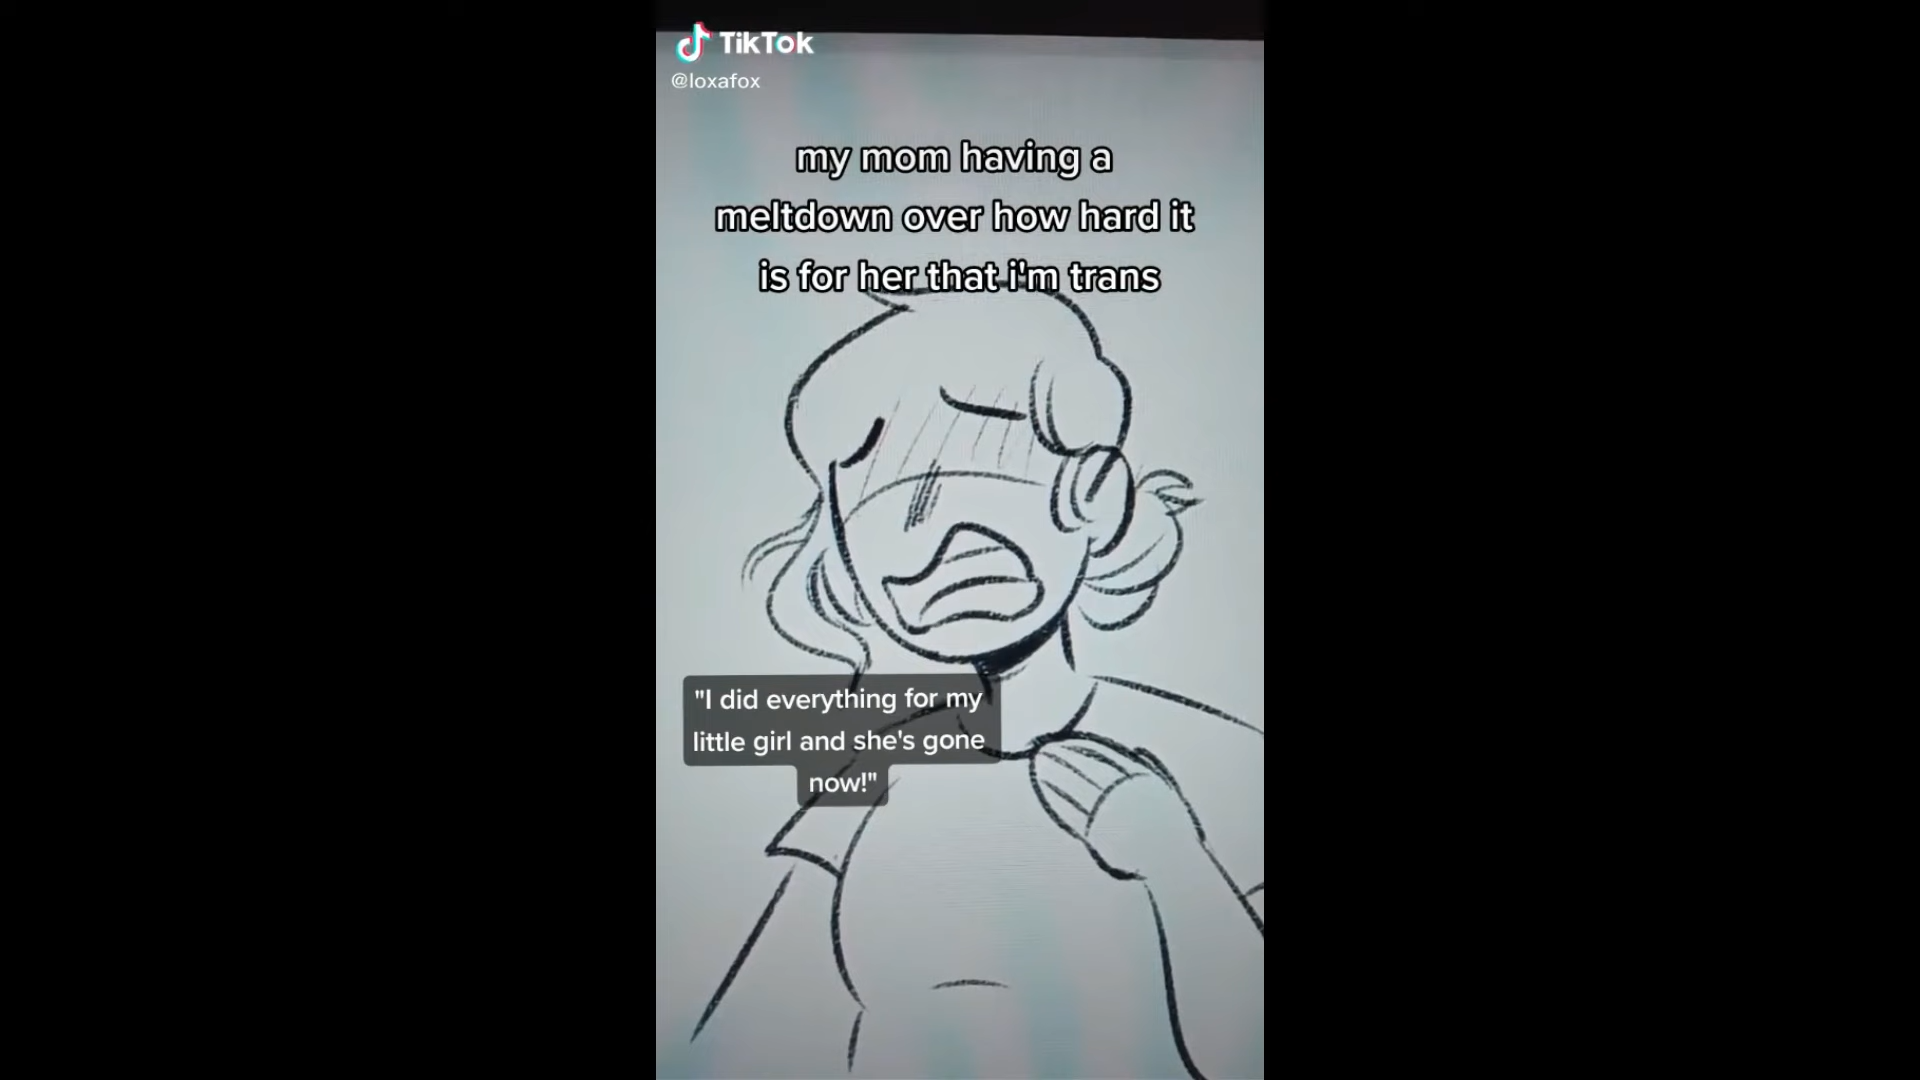 TikTok
@loxafox
my mom having a
meltdown over how hard it
is for her that i'm trans
"I did everything for my
little girl and she's gone
now!"